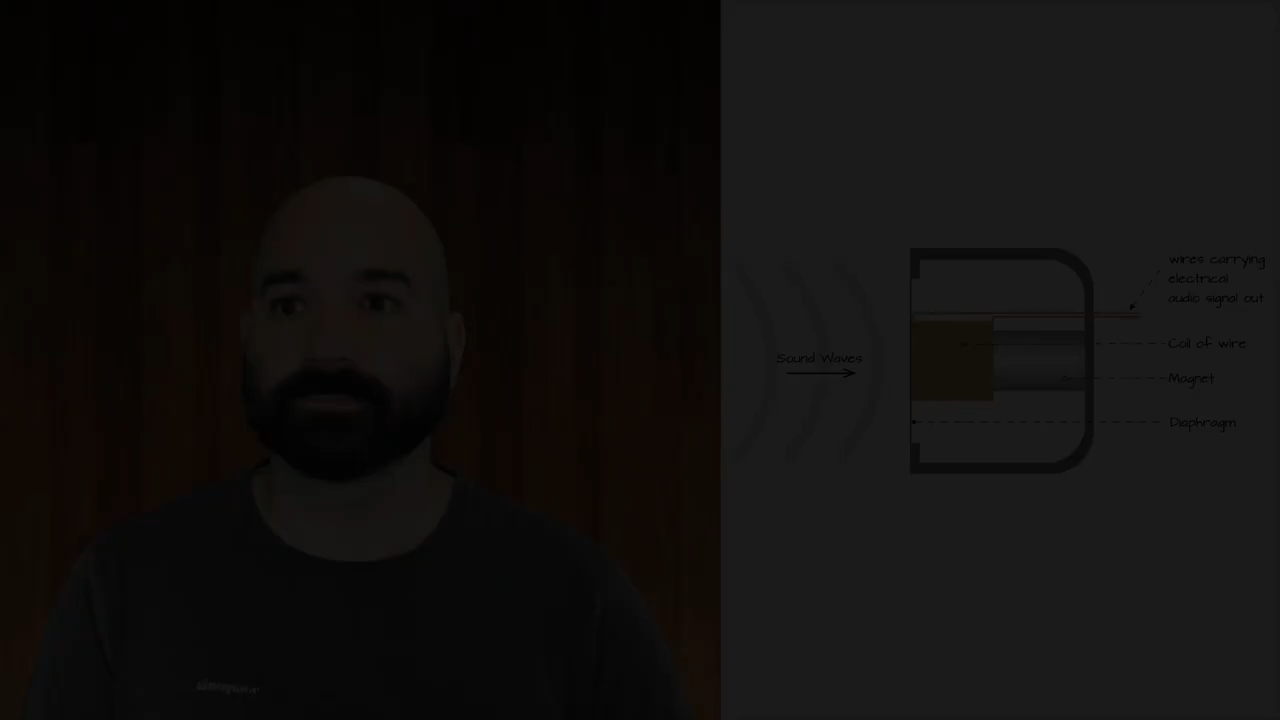 wires carrying
electrical
audio signal out
Sound Waves
Coil of wire
Magnet
Diaphragm